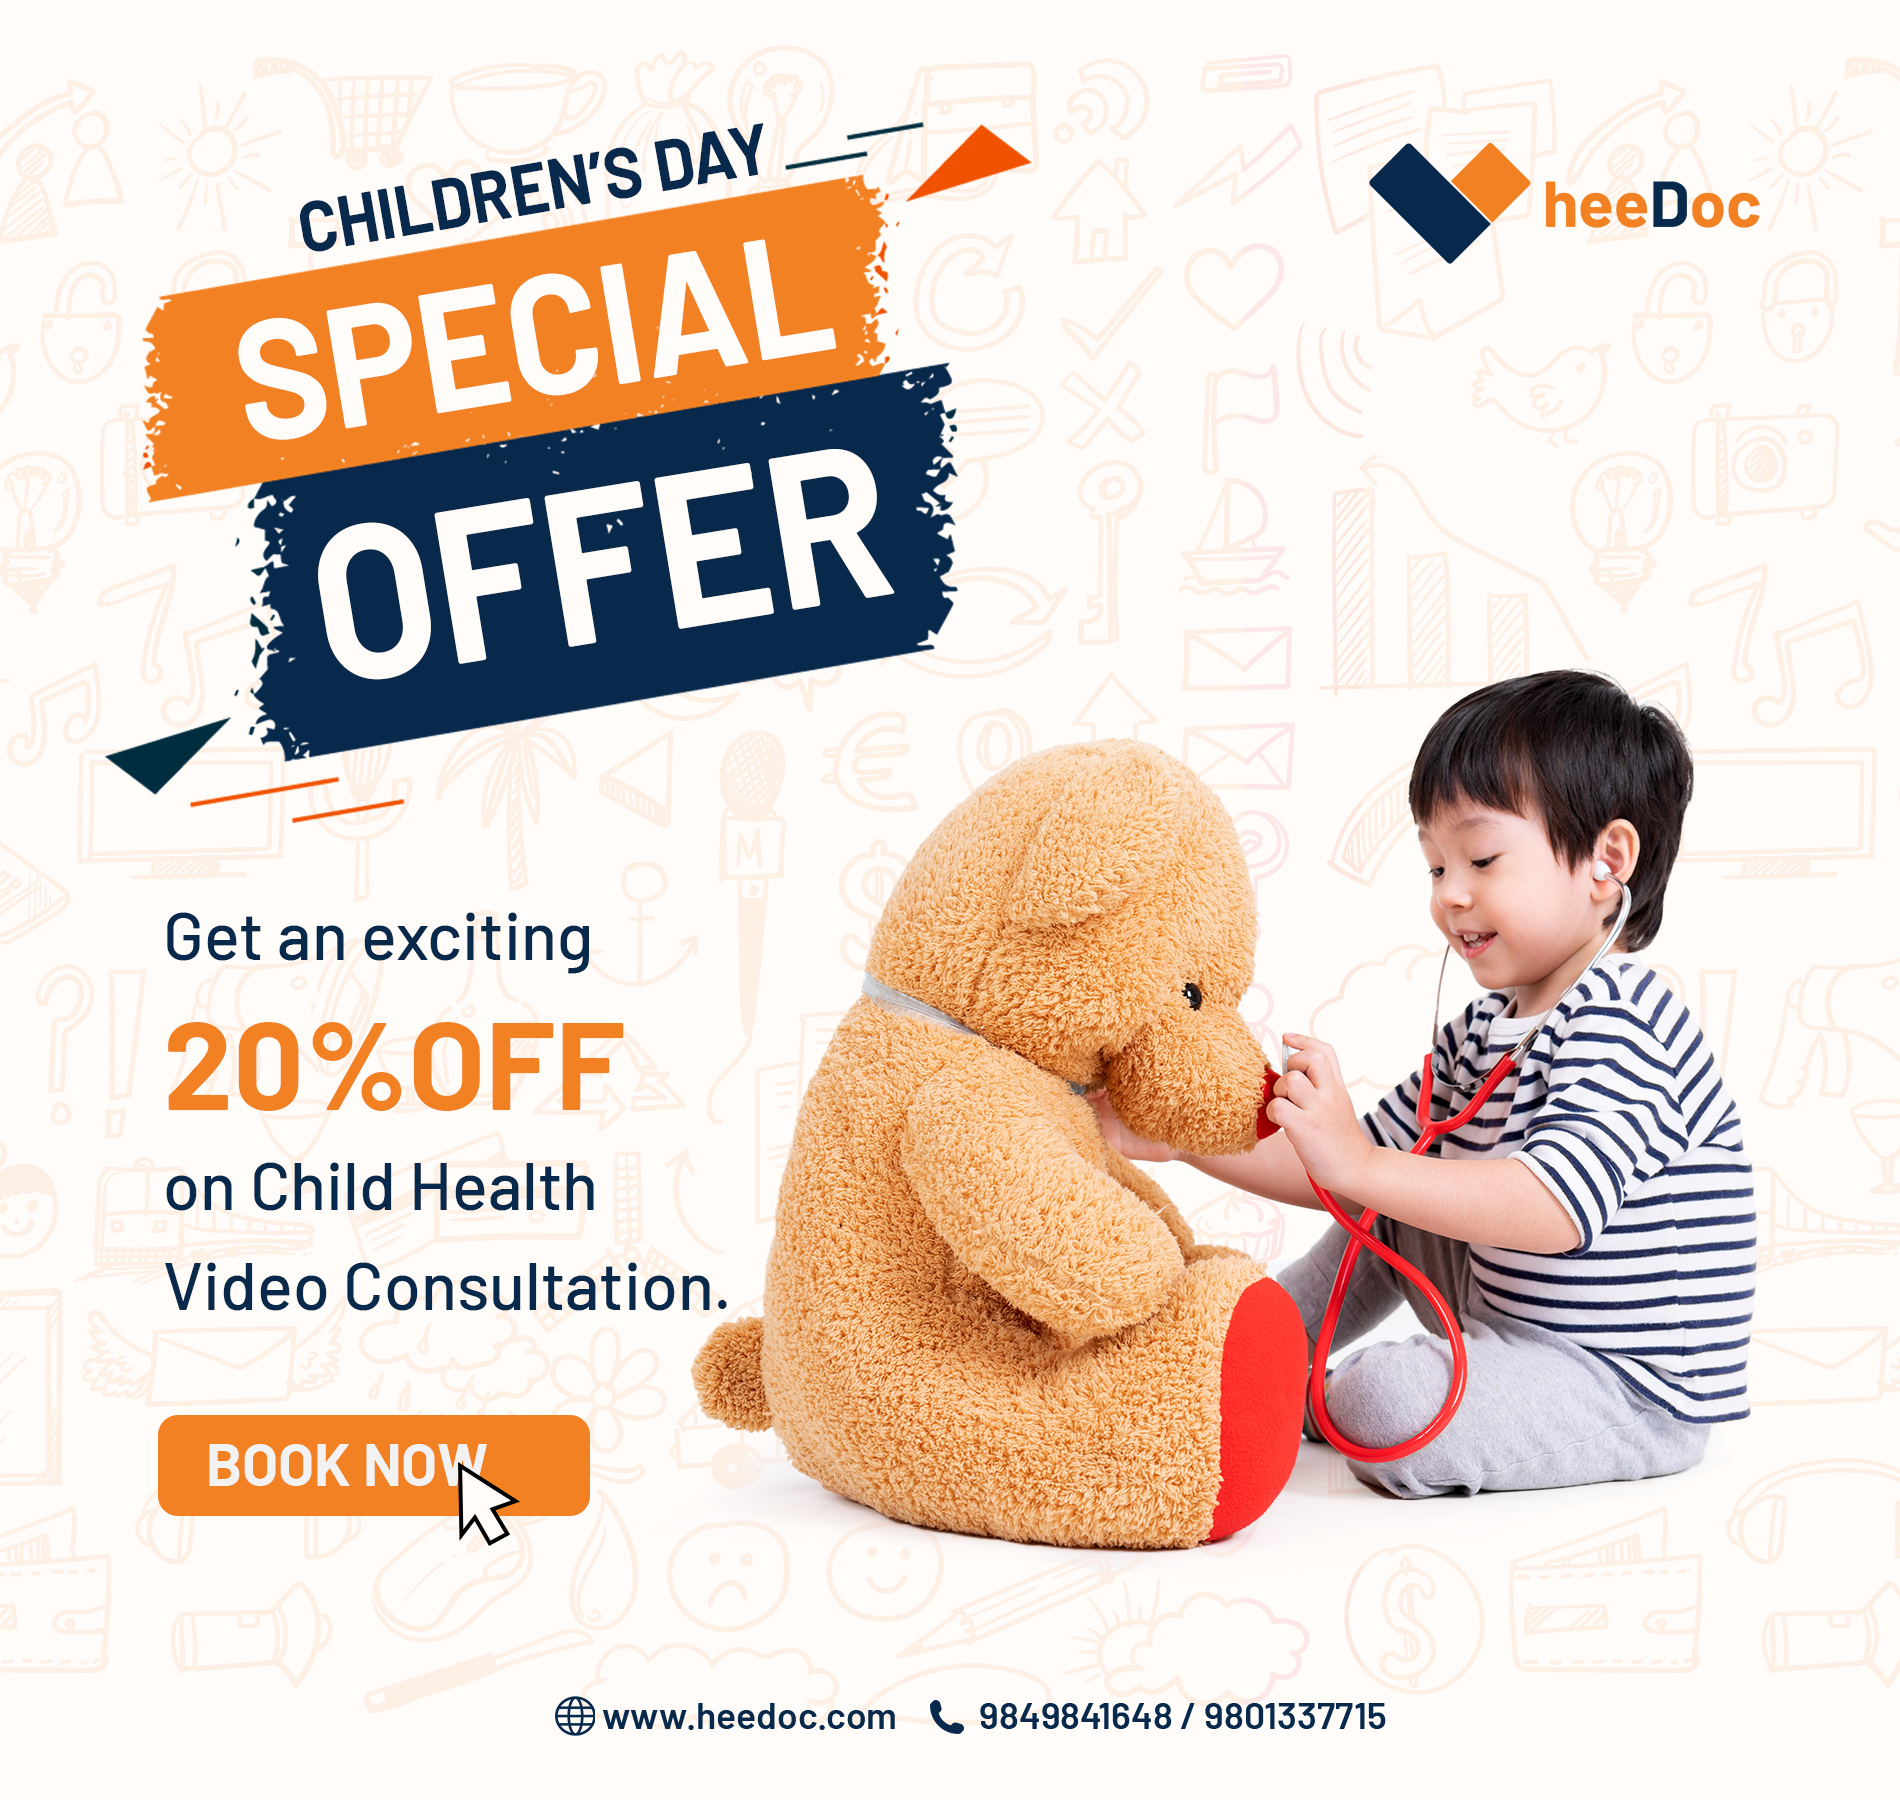 CHILDREN'S DAY
SPECIAL
OFFER
heeDoc
Get an exciting
20%OFF
on Child Health
Video Consultation.
BOOK NOW
M
www.heedoc.com 9849841648 / 9801337715